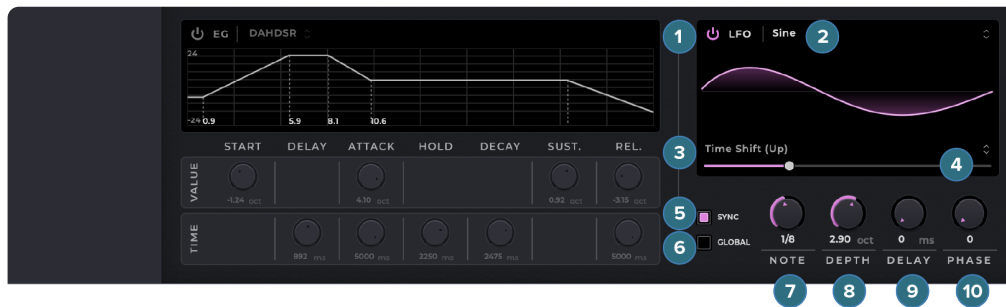 EG DAHDSR
24
-24 0.9 5.9 8.1 10.6
START DELAY ATTACK HOLD DECAY SUST. REL.
VALUE
-1.24 oct 4.10 oct 0.92 oct -3.15 oct
TIME
892 ms 5000 ms 2250 ms 2475 ms 5000 ms
1 LFO Sine 2
3 Time Shift (Up) 4
5 SYNC
6 GLOBAL
1/8 2.90 oct 0 ms 0
NOTE DEPTH DELAY PHASE
7 8 9 10